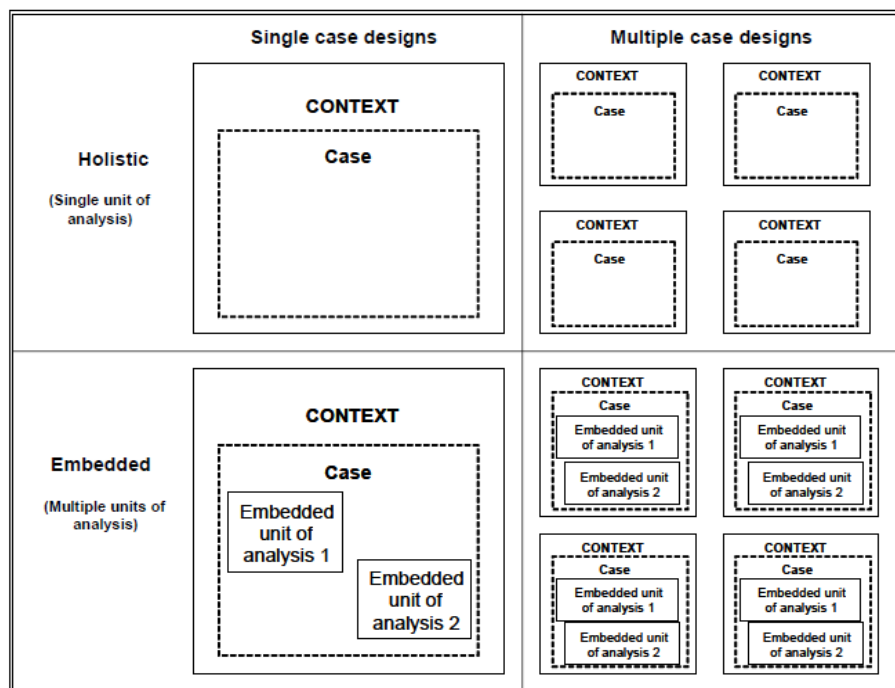 Single case designs
Multiple case designs
Holistic
(Single unit of
analysis)
CONTEXT
Case
CONTEXT
Case
CONTEXT
Case
CONTEXT
Case
CONTEXT
Case
Embedded
(Multiple units of
analysis)
CONTEXT
Case
Embedded
unit of
analysis 1
Embedded
unit of
analysis 2
CONTEXT
Case
Embedded unit
of analysis 1
Embedded unit
of analysis 2
CONTEXT
Case
Embedded unit
of analysis 1
Embedded unit
of analysis 2
CONTEXT
Case
Embedded unit
of analysis 1
Embedded unit
of analysis 2
CONTEXT
Case
Embedded unit
of analysis 1
Embedded unit
of analysis 2